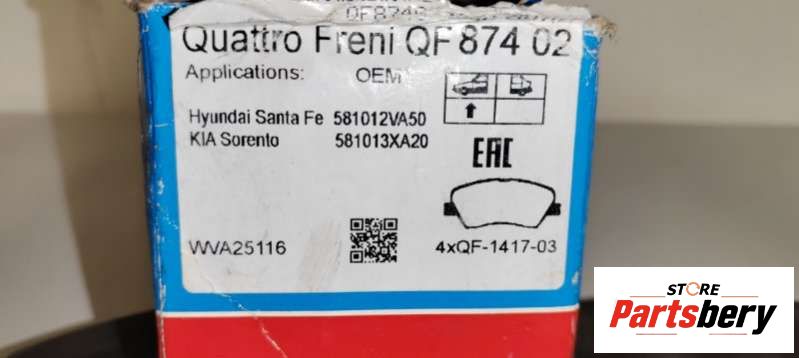 QF8740
Quattro Freni QF 874 02
Applications: OEM
Hyundai Santa Fe 581012VA50
KIA Sorento 581013XA20
EAC
WVA25116
4xQF-1417-03
STORE
Partsbery